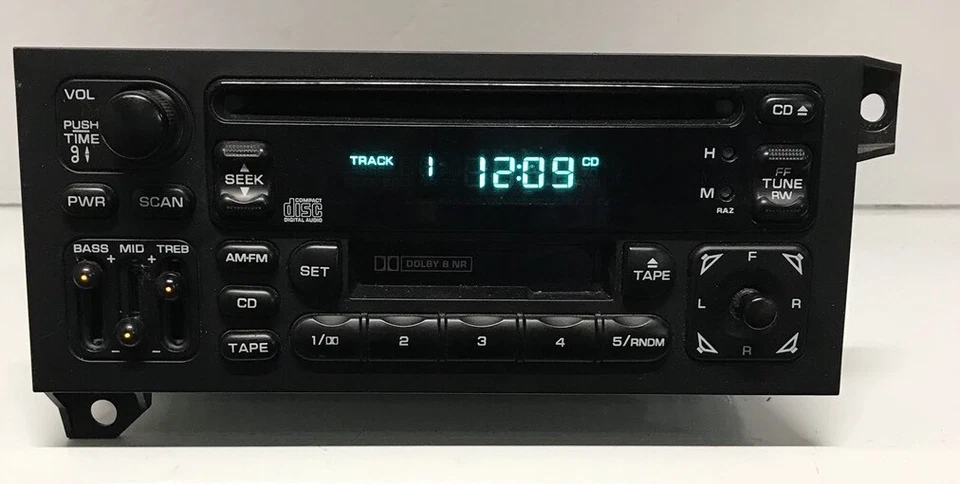 VOL
PUSH
TIME
PWR
SCAN
BASS MID TREB
+ +
- -
SEEK
COMPACT
disc
DIGITAL AUDIO
TRACK 1 12:09 CD
CD
H
M
RAZ
FF
TUNE
RW
AM-FM
CD
TAPE
SET
DOLBY B NR
TAPE
1/
2
3
4
5/RNDM
F
L R
R